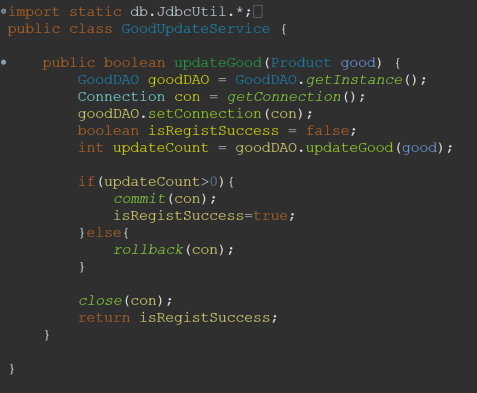 import static db.JdbcUtil.*;
public class GoodUpdateService {
    public boolean updateGood(Product good) {
        GoodDAO goodDAO = GoodDAO.getInstance();
        Connection con = getConnection();
        goodDAO.setConnection(con);
        boolean isRegistSuccess = false;
        int updateCount = goodDAO.updateGood(good);
        if(updateCount>0){
            commit(con);
            isRegistSuccess=true;
        }else{
            rollback(con);
        }
        close(con);
        return isRegistSuccess;
    }
}